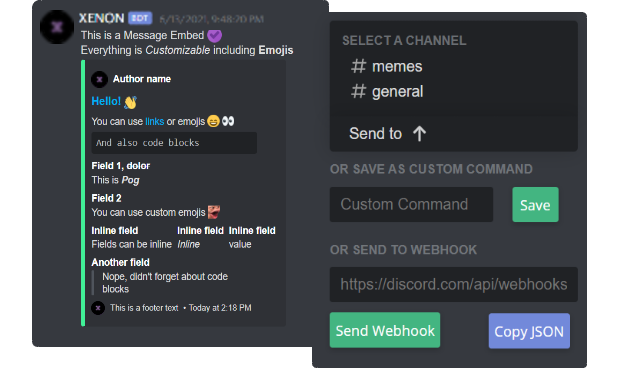 XENON BOT 6/13/2021, 9:48:20 PM
This is a Message Embed
Everything is Customizable including Emojis
Author name
Hello!
You can use links or emojis
And also code blocks
Field 1, dolor
This is Pog
Field 2
You can use custom emojis
Inline field Inline field Inline field
Fields can be inline Inline value
Another field
Nope, didn't forget about code
blocks
This is a footer text • Today at 2:18 PM
SELECT A CHANNEL
# memes
# general
Send to ↑
OR SAVE AS CUSTOM COMMAND
Custom Command Save
OR SEND TO WEBHOOK
https://discord.com/api/webhooks
Send Webhook Copy JSON